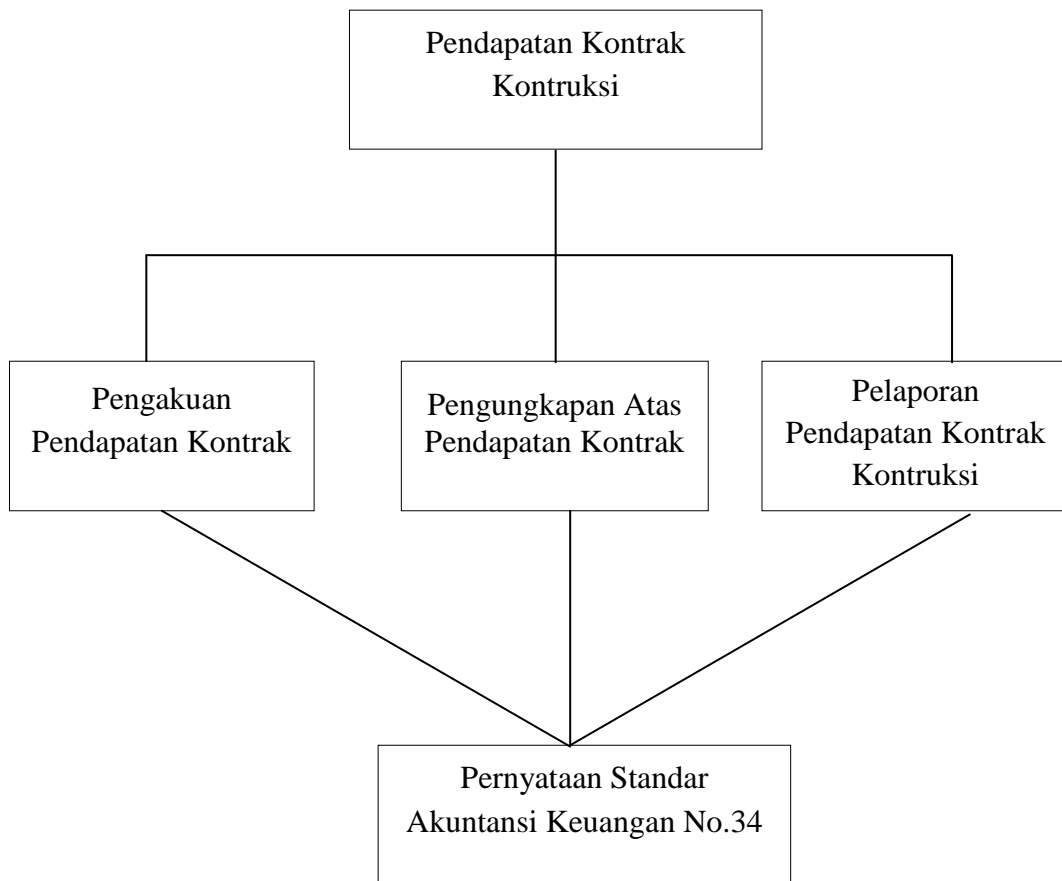 Pendapatan Kontrak
Kontruksi
Pengakuan
Pendapatan Kontrak
Pengungkapan Atas
Pendapatan Kontrak
Pelaporan
Pendapatan Kontrak
Kontruksi
Pernyataan Standar
Akuntansi Keuangan No.34